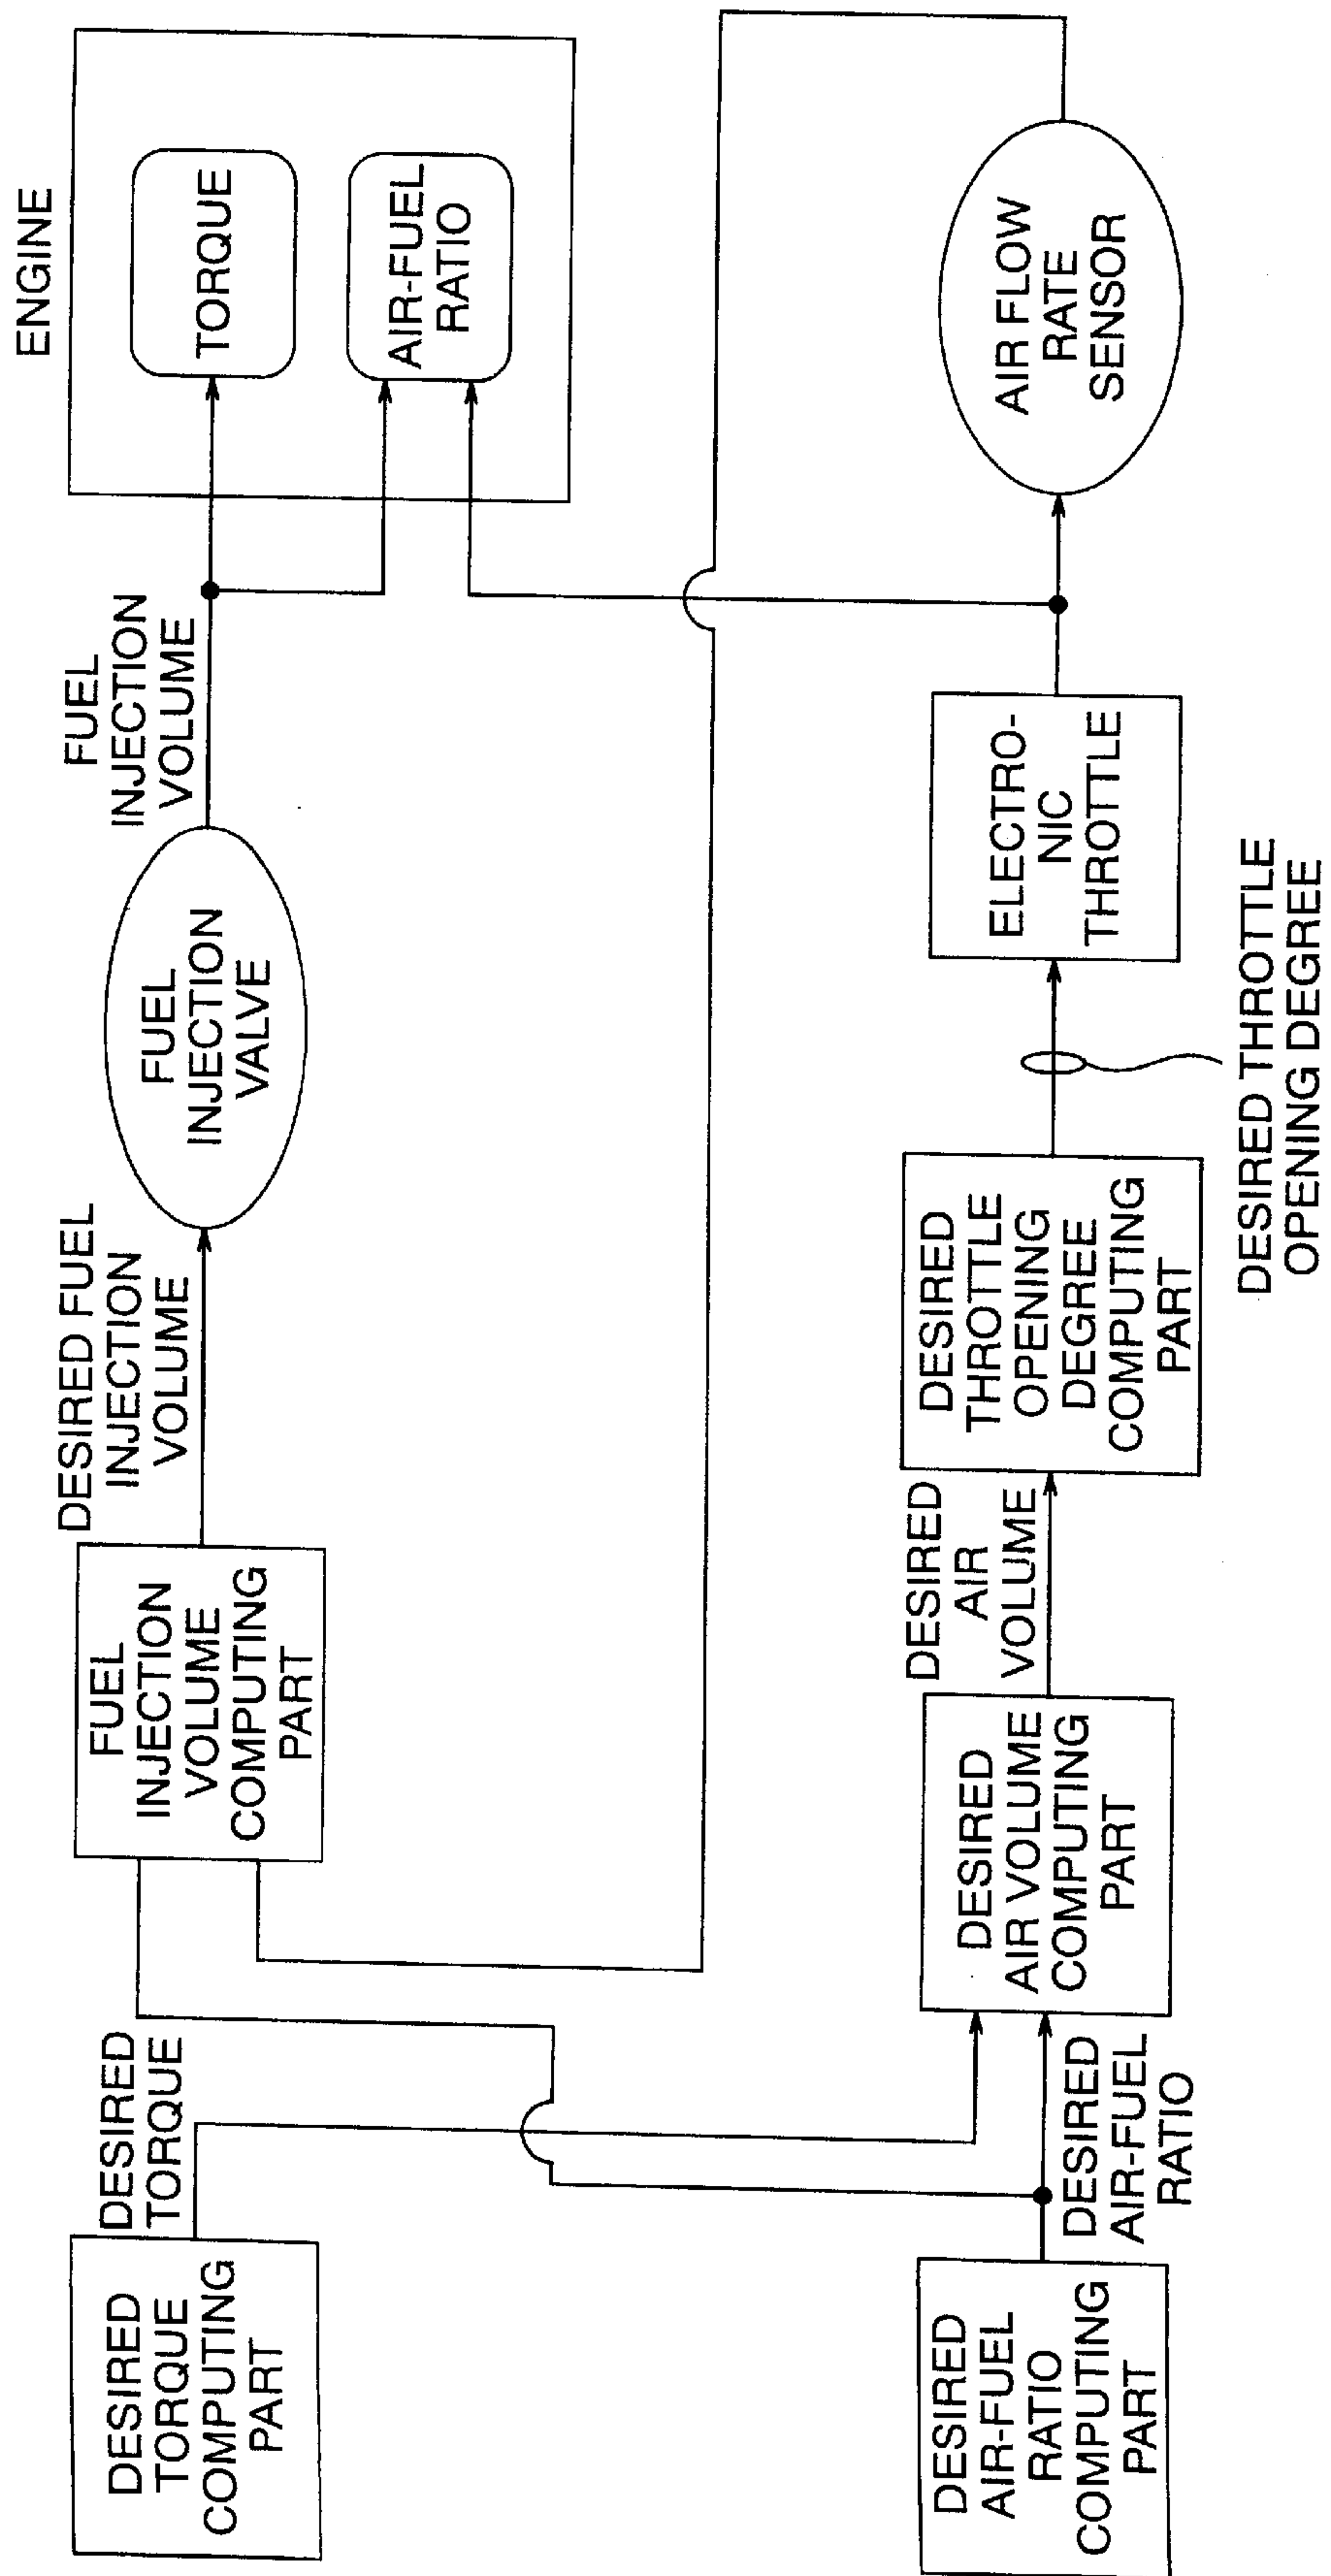 DESIRED
TORQUE
COMPUTING
PART
DESIRED
TORQUE
FUEL
INJECTION
VOLUME
COMPUTING
PART
DESIRED FUEL
INJECTION
VOLUME
FUEL
INJECTION
VALVE
FUEL
INJECTION
VOLUME
ENGINE
TORQUE
AIR-FUEL
RATIO
DESIRED
AIR-FUEL
RATIO
COMPUTING
PART
DESIRED
AIR-FUEL
RATIO
DESIRED
AIR VOLUME
COMPUTING
PART
DESIRED
AIR
VOLUME
DESIRED
THROTTLE
OPENING
DEGREE
COMPUTING
PART
DESIRED THROTTLE
OPENING DEGREE
ELECTRO-
NIC
THROTTLE
AIR FLOW
RATE
SENSOR